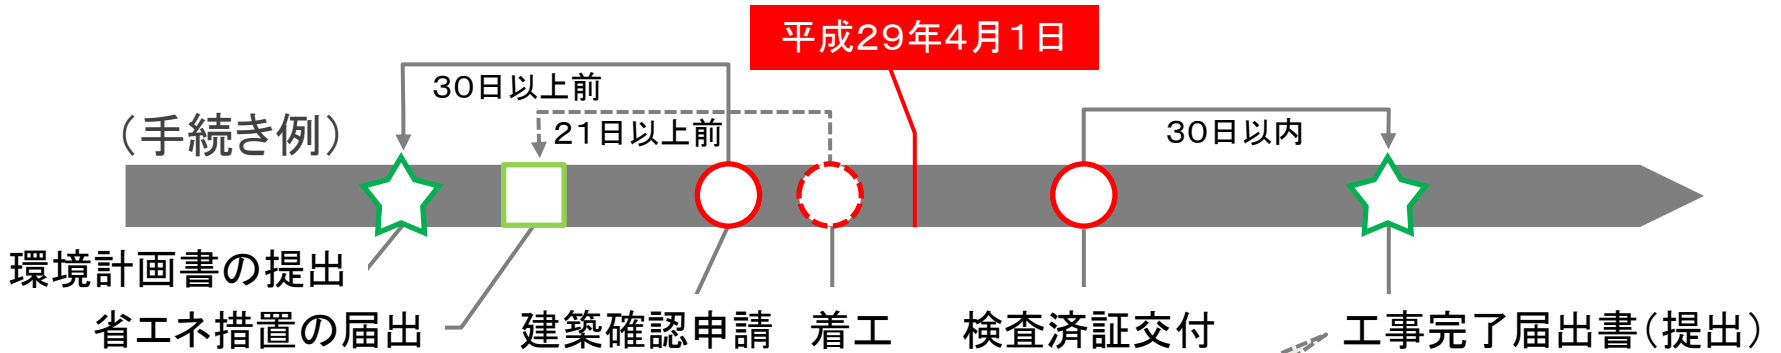 平成29年4月1日
30日以上前
(手続き例)
21日以上前
30日以内
環境計画書の提出
省エネ措置の届出
建築確認申請
着工
検査済証交付
工事完了届出書(提出)